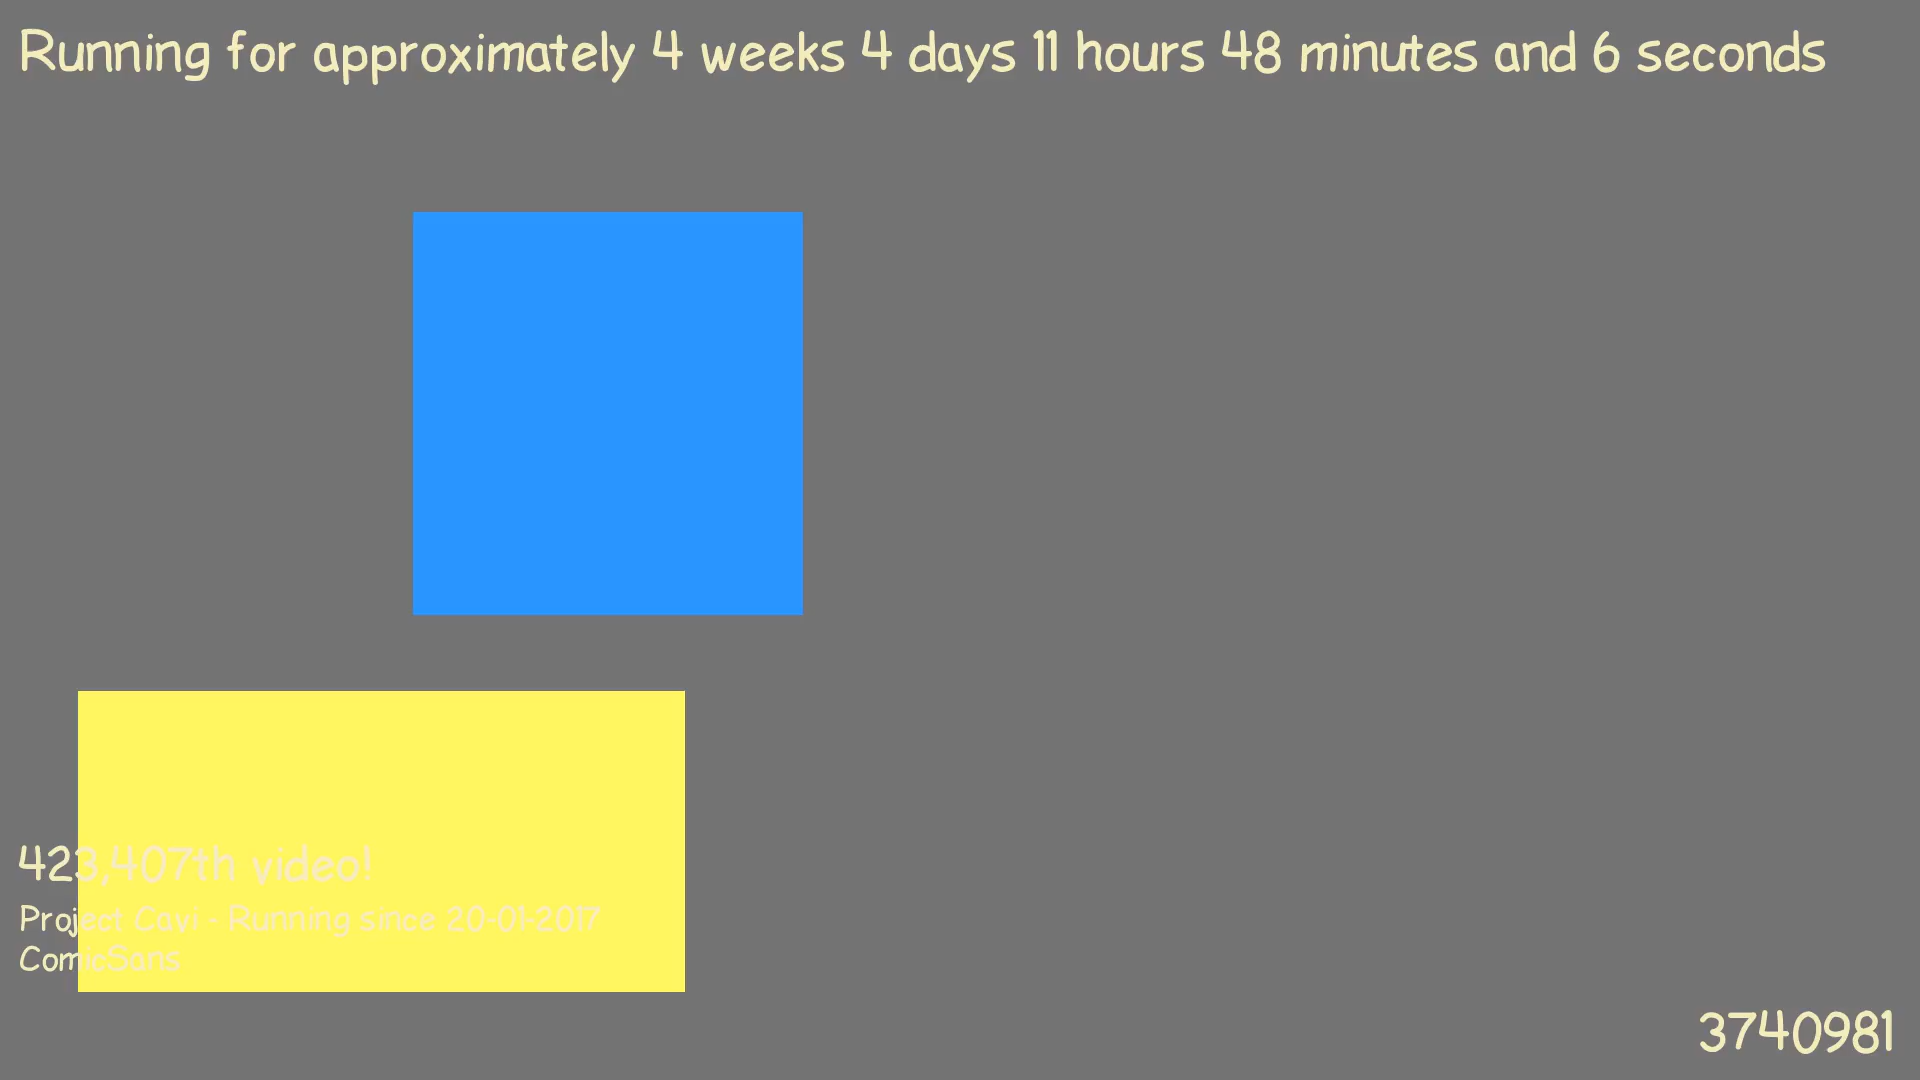 Running for approximately 4 weeks 4 days 11 hours 48 minutes and 6 seconds
423,407th video!
Project Cavi - Running since 20-01-2017
ComicSans
3740981